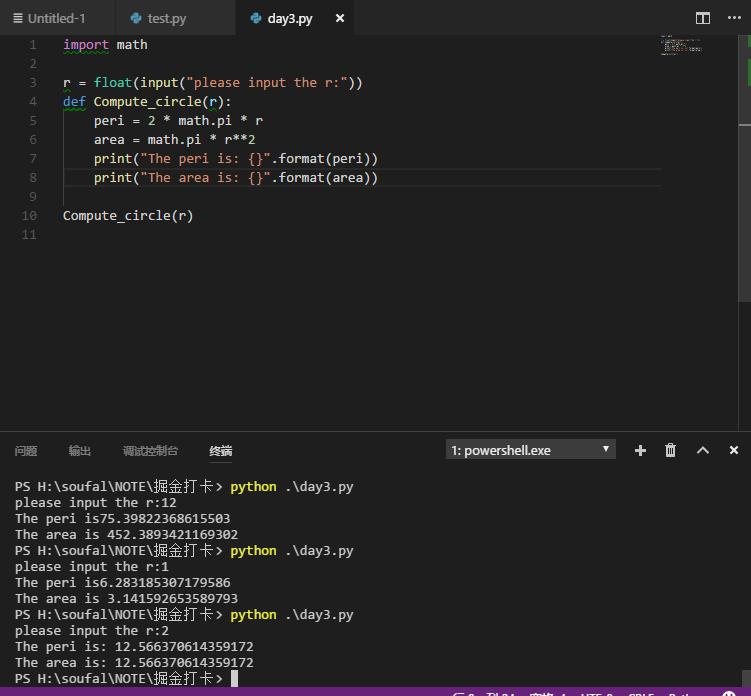 Untitled-1 test.py day3.py
1 import math
2
3 r = float(input("please input the r:"))
4 def Compute_circle(r):
5 peri = 2 * math.pi * r
6 area = math.pi * r**2
7 print("The peri is: {}".format(peri))
8 print("The area is: {}".format(area))
9
10 Compute_circle(r)
11
问题 输出 调试控制台 终端 1: powershell.exe
PS H:\soufal\NOTE\掘金打卡> python .\day3.py
please input the r:12
The peri is75.39822368615503
The area is 452.3893421169302
PS H:\soufal\NOTE\掘金打卡> python .\day3.py
please input the r:1
The peri is6.283185307179586
The area is 3.141592653589793
PS H:\soufal\NOTE\掘金打卡> python .\day3.py
please input the r:2
The peri is: 12.566370614359172
The area is: 12.566370614359172
PS H:\soufal\NOTE\掘金打卡>